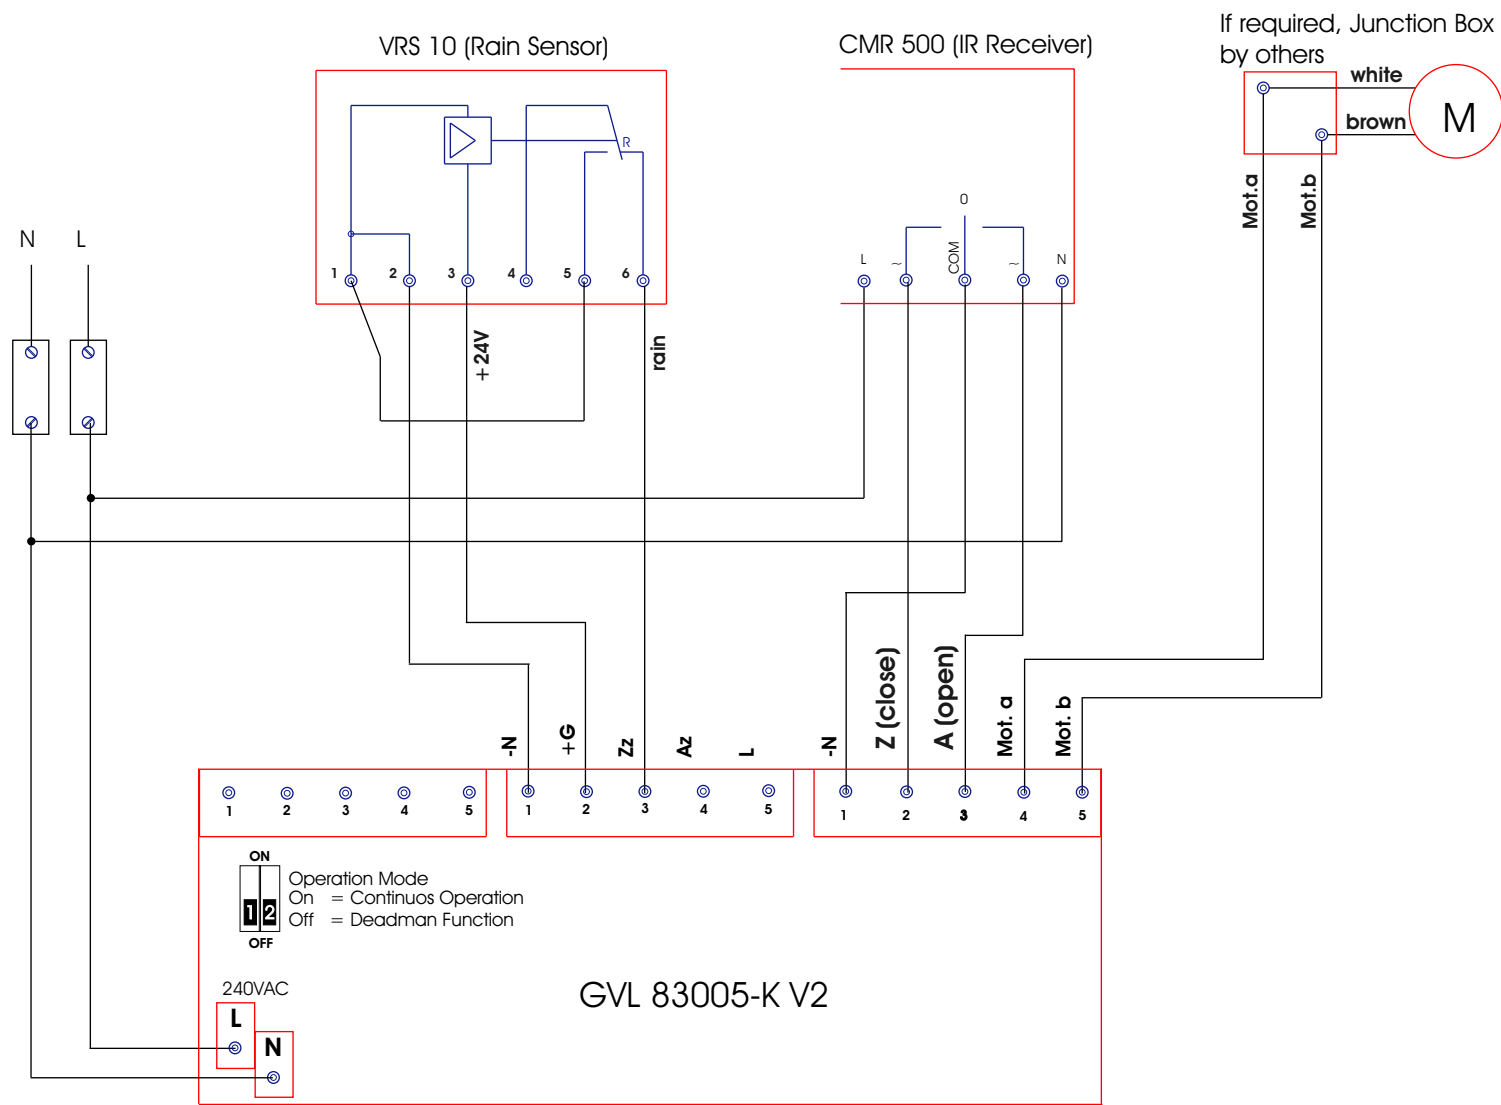 If required, Junction Box
by others
VRS 10 (Rain Sensor)
CMR 500 (IR Receiver)
white
M
brown
R
Mot.a
Mot.b
0
N
L
L
~
COM
~
N
1
2
3
4
5
6
+24V
rain
-N
+G
Zz
Az
L
-N
Z (close)
A (open)
Mot. a
Mot. b
1
2
3
4
5
1
2
3
4
5
1
2
3
4
5
ON
Operation Mode
On = Continuos Operation
1 2
Off = Deadman Function
OFF
240VAC
GVL 83005-K V2
L
N